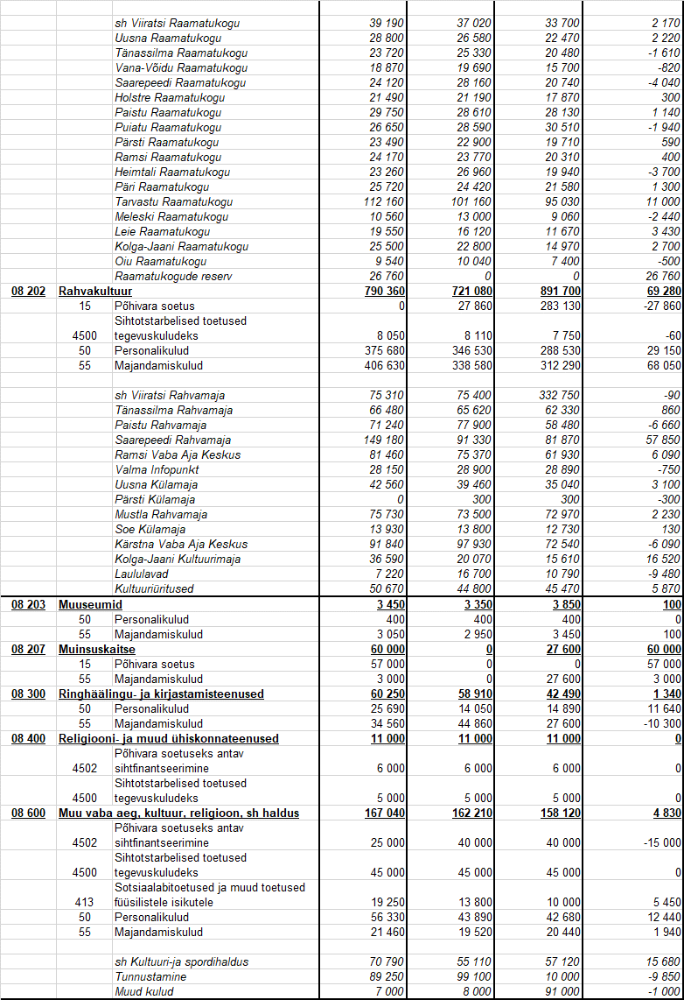 sh Viiratsi Raamatukogu 39 190 37 020 33 700 2 170
Uusna Raamatukogu 28 800 26 580 22 470 2 220
Tänassilma Raamatukogu 23 720 25 330 20 480 -1 610
Vana-Võidu Raamatukogu 18 870 19 690 15 700 -820
Saarepeedi Raamatukogu 24 120 28 160 20 740 -4 040
Holstre Raamatukogu 21 490 21 190 17 870 300
Paistu Raamatukogu 29 750 28 610 28 130 1 140
Puiatu Raamatukogu 26 650 28 590 30 510 -1 940
Pärsti Raamatukogu 23 490 22 900 19 710 590
Ramsi Raamatukogu 24 170 23 770 20 310 400
Heimtali Raamatukogu 23 260 26 960 19 940 -3 700
Päri Raamatukogu 25 720 24 420 21 580 1 300
Tarvastu Raamatukogu 112 160 101 160 95 030 11 000
Meleski Raamatukogu 10 560 13 000 9 060 -2 440
Leie Raamatukogu 19 550 16 120 11 670 3 430
Kolga-Jaani Raamatukogu 25 500 22 800 14 970 2 700
Oiu Raamatukogu 9 540 10 040 7 400 -500
Raamatukogude reserv 26 760 0 0 26 760
08 202 Rahvakultuur 790 360 721 080 891 700 69 280
15 Põhivara soetus 0 27 860 283 130 -27 860
Sihtotstarbelised toetused
4500 tegevuskuludeks 8 050 8 110 7 750 -60
50 Personalikulud 375 680 346 530 288 530 29 150
55 Majandamiskulud 406 630 338 580 312 290 68 050
sh Viiratsi Rahvamaja 75 310 75 400 332 750 -90
Tänassilma Rahvamaja 66 480 65 620 62 330 860
Paistu Rahvamaja 71 240 77 900 58 480 -6 660
Saarepeedi Rahvamaja 149 180 91 330 81 870 57 850
Ramsi Vaba Aja Keskus 81 460 75 370 61 930 6 090
Valma Infopunkt 28 150 28 900 28 890 -750
Uusna Külamaja 42 560 39 460 35 040 3 100
Pärsti Külamaja 0 300 300 -300
Mustla Rahvamaja 75 730 73 500 72 970 2 230
Soe Külamaja 13 930 13 800 12 730 130
Kärstna Vaba Aja Keskus 91 840 97 930 72 540 -6 090
Kolga-Jaani Kultuurimaja 36 590 20 070 15 610 16 520
Laululavad 7 220 16 700 10 790 -9 480
Kultuuriüritused 50 670 44 800 45 470 5 870
08 203 Muuseumid 3 450 3 350 3 850 100
50 Personalikulud 400 400 400 0
55 Majandamiskulud 3 050 2 950 3 450 100
08 207 Muinsuskaitse 60 000 0 27 600 60 000
15 Põhivara soetus 57 000 0 0 57 000
55 Majandamiskulud 3 000 0 27 600 3 000
08 300 Ringhäälingu- ja kirjastamisteenused 60 250 58 910 42 490 1 340
50 Personalikulud 25 690 14 050 14 890 11 640
55 Majandamiskulud 34 560 44 860 27 600 -10 300
08 400 Religiooni- ja muud ühiskonnateenused 11 000 11 000 11 000 0
Põhivara soetuseks antav
4502 sihtfinantseerimine 6 000 6 000 6 000 0
Sihtotstarbelised toetused
4500 tegevuskuludeks 5 000 5 000 5 000 0
08 600 Muu vaba aeg, kultuur, religioon, sh haldus 167 040 162 210 158 120 4 830
Põhivara soetuseks antav
4502 sihtfinantseerimine 25 000 40 000 40 000 -15 000
Sihtotstarbelised toetused
4500 tegevuskuludeks 45 000 45 000 45 000 0
Sotsiaalabitoetused ja muud toetused
413 füüsilistele isikutele 19 250 13 800 10 000 5 450
50 Personalikulud 56 330 43 890 42 680 12 440
55 Majandamiskulud 21 460 19 520 20 440 1 940
sh Kultuuri-ja spordihaldus 70 790 55 110 57 120 15 680
Tunnustamine 89 250 99 100 10 000 -9 850
Muud kulud 7 000 8 000 91 000 -1 000